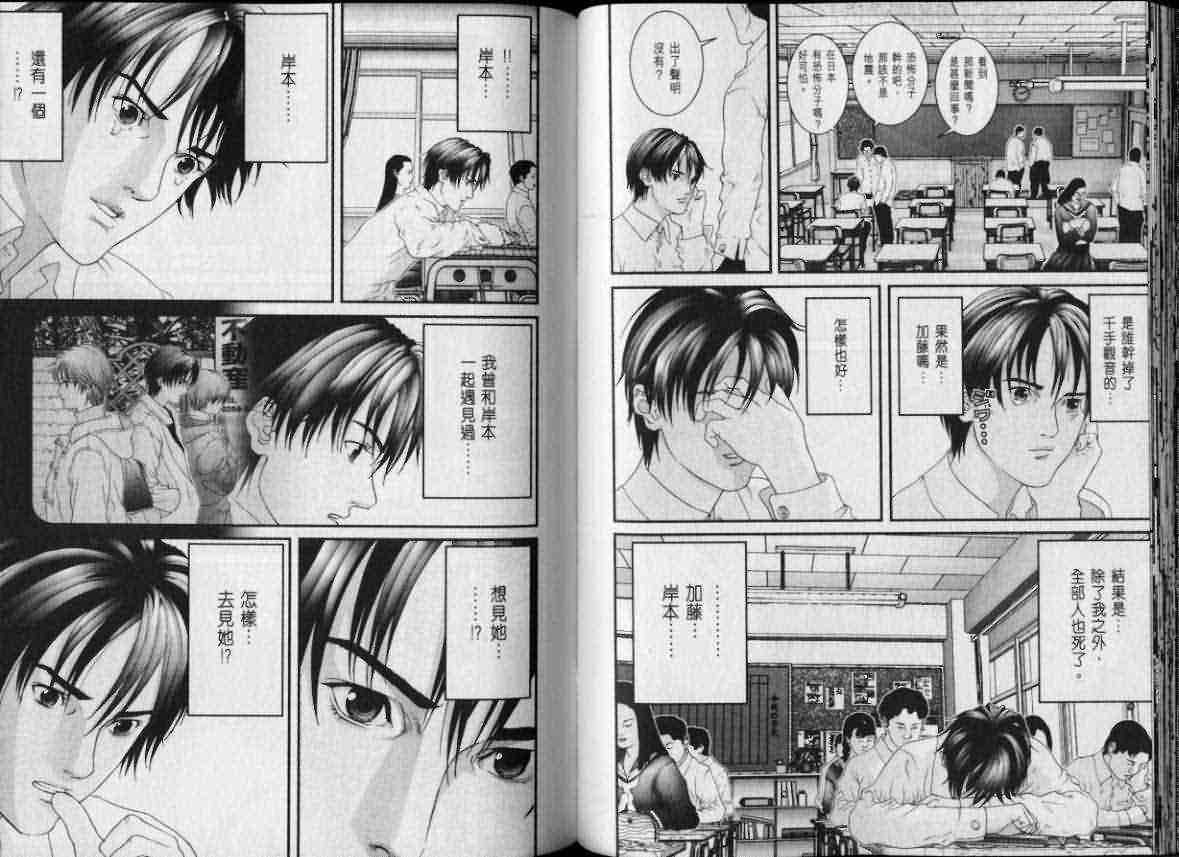 看到
那新聞嗎?
是甚麼回事?
恐怖分子
幹的吧,
那該不是
地震。
在日本
有恐怖分子嗎?
好可怕。
出了聲明
沒有?
是誰幹掉了
千手觀音的…
果然是…
加藤嗎…
怎樣也好…
結果是…
除了我之外,
全部人也死了。
…………
加藤…
岸本……
!!
岸本…
岸本……
還有一個
……!?
我曾和岸本
一起遇見過……
不動産
想見她…
……!?
怎樣…
去見她!?